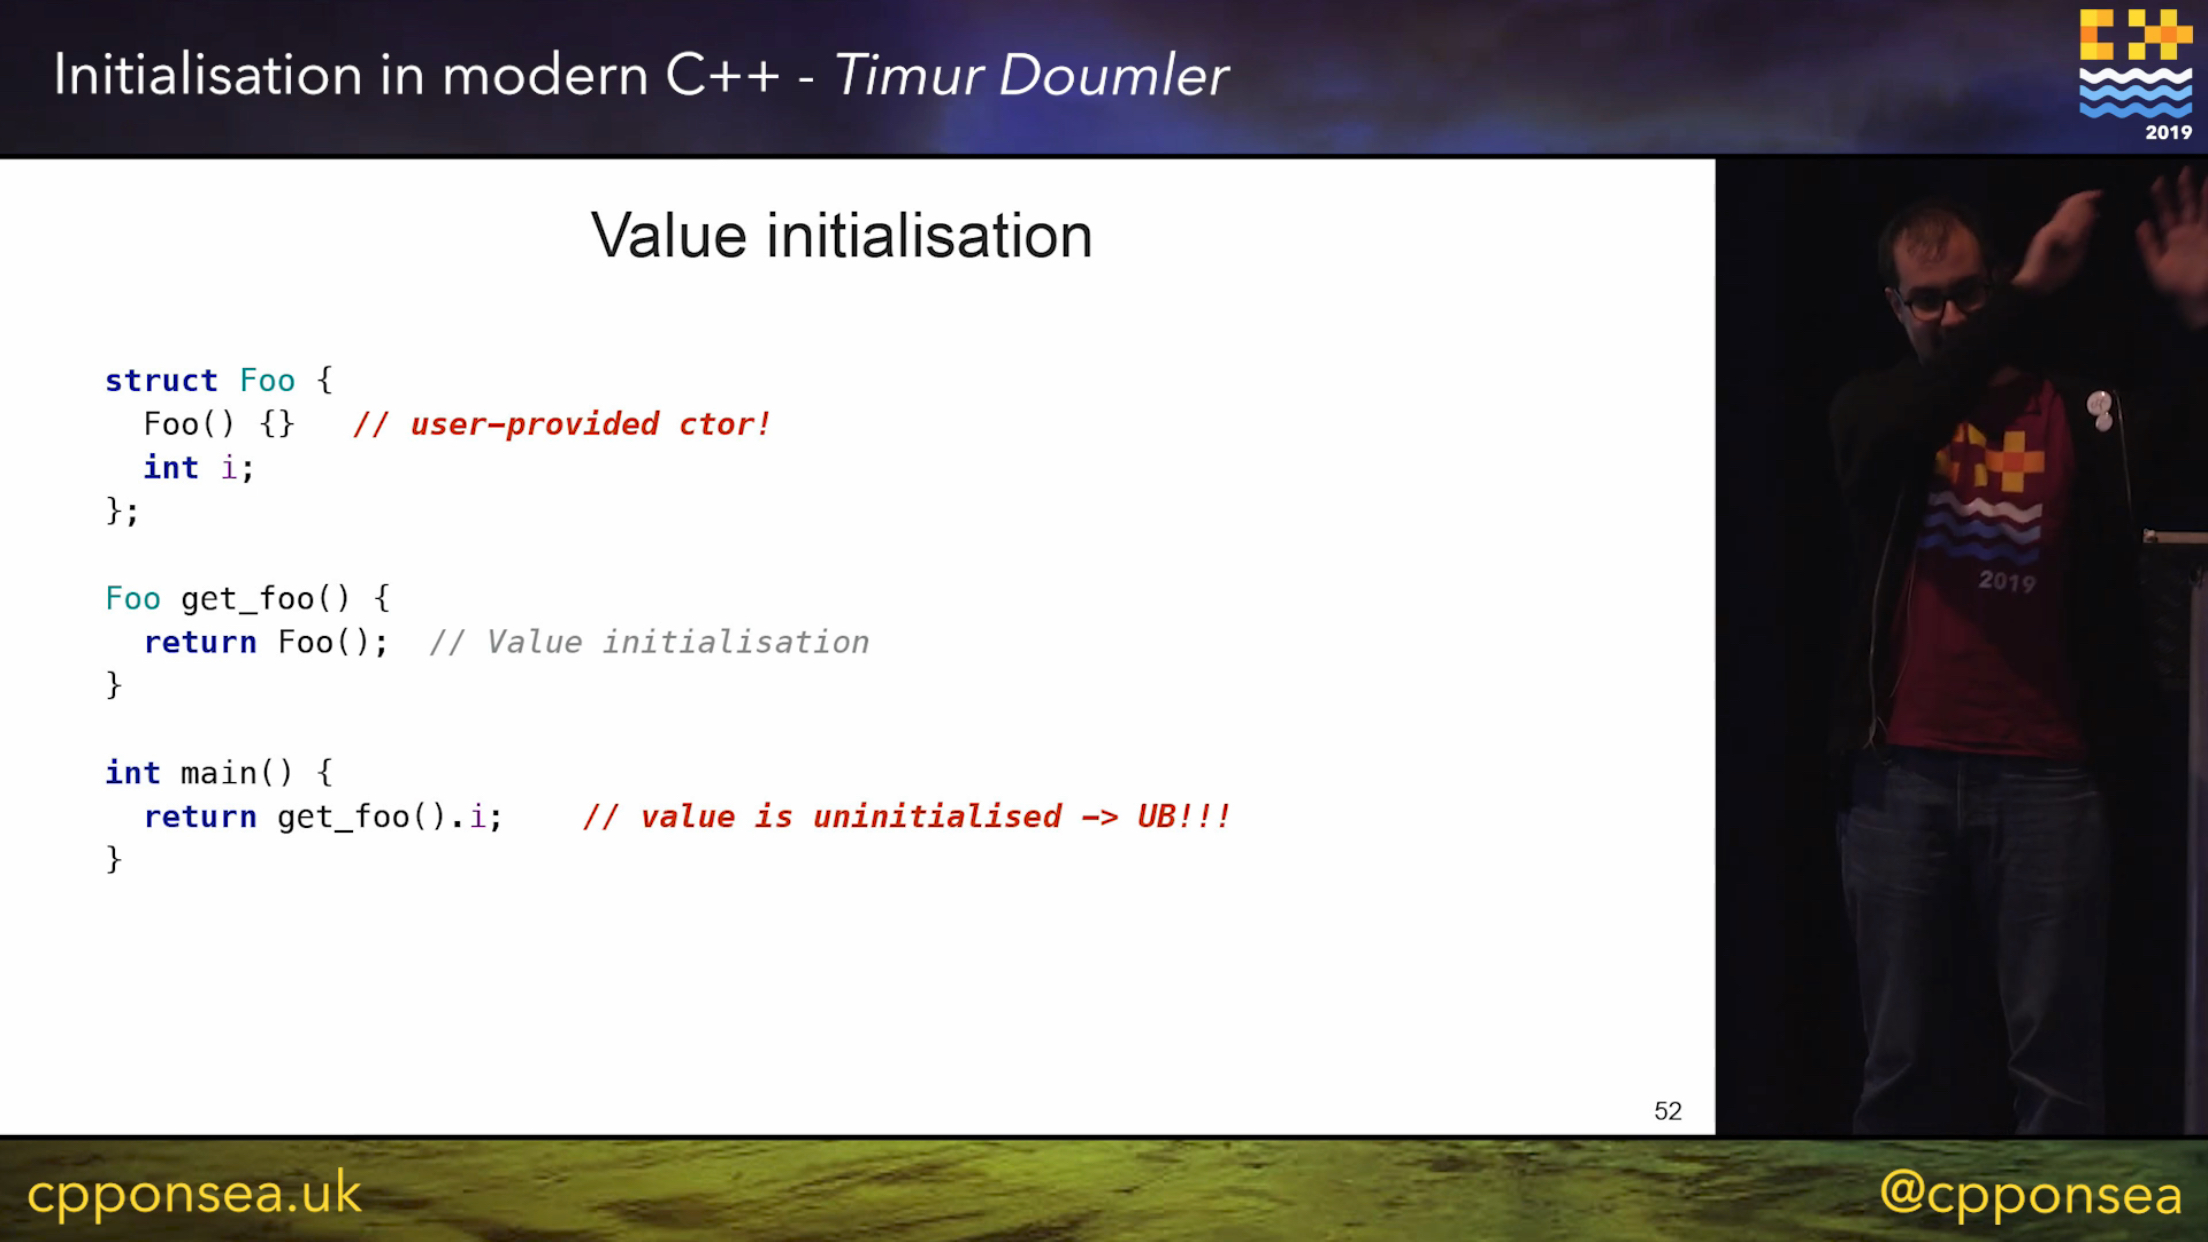 Initialisation in modern C++ - Timur Doumler
2019
Value initialisation
struct Foo {
  Foo() {}   // user-provided ctor!
  int i;
};
Foo get_foo() {
  return Foo();  // Value initialisation
}
int main() {
  return get_foo().i;    // value is uninitialised -> UB!!!
}
2019
52
cpponsea.uk
@cpponsea